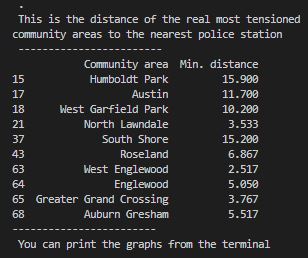 .
This is the distance of the real most tensioned
community areas to the nearest police station
------------------------
Community area Min. distance
15 Humboldt Park 15.900
17 Austin 11.700
18 West Garfield Park 10.200
21 North Lawndale 3.533
37 South Shore 15.200
43 Roseland 6.867
63 West Englewood 2.517
64 Englewood 5.050
65 Greater Grand Crossing 3.767
68 Auburn Gresham 5.517
------------------------
You can print the graphs from the terminal